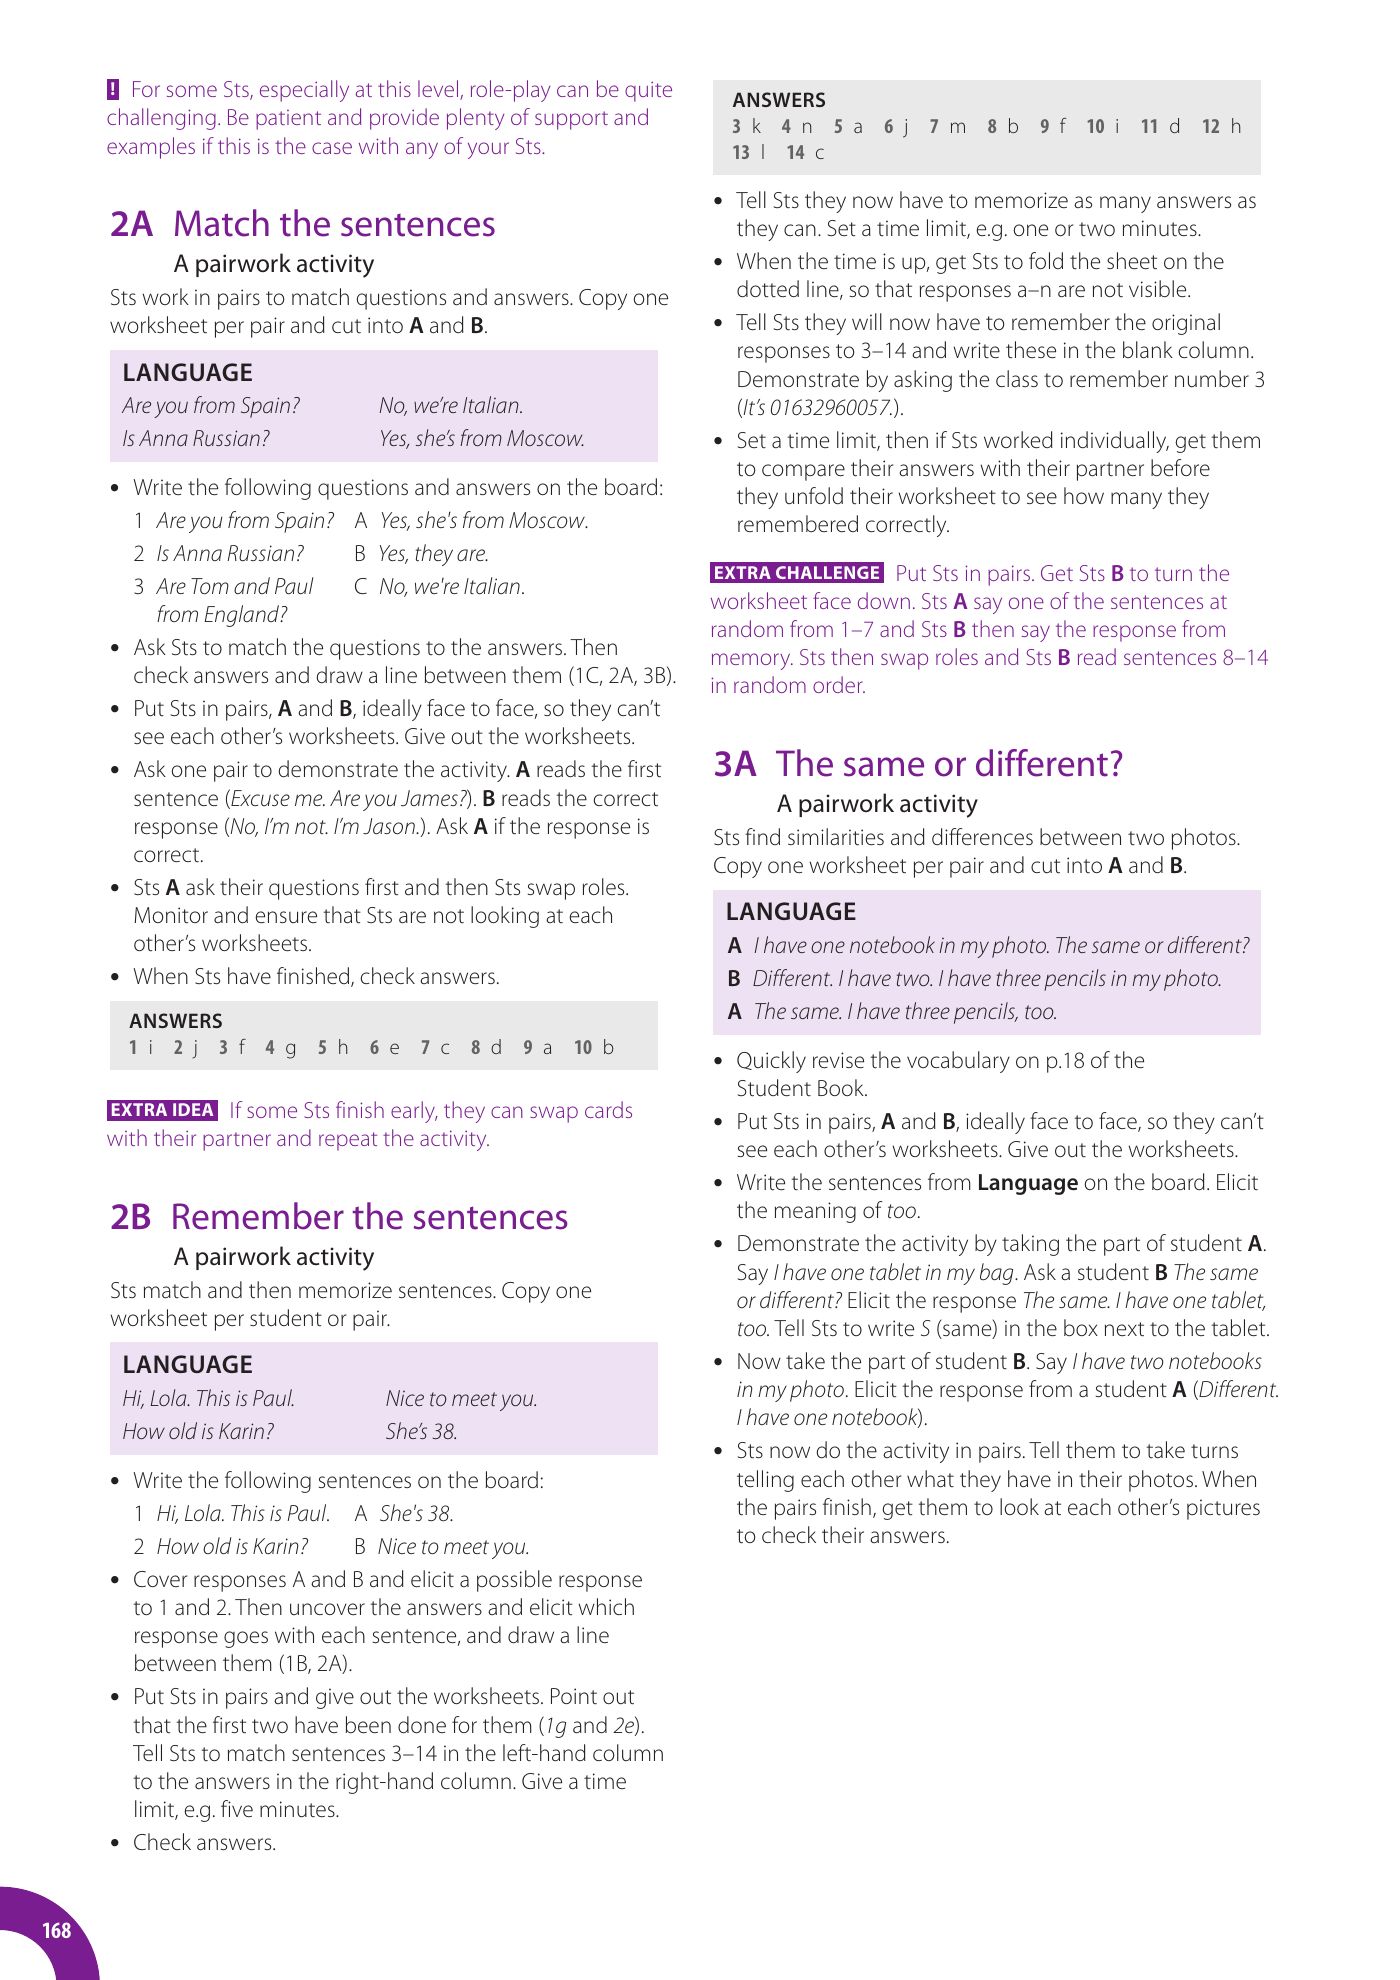 ! For some Sts, especially at this level, role-play can be quite
challenging. Be patient and provide plenty of support and
examples if this is the case with any of your Sts.
2A Match the sentences
A pairwork activity
Sts work in pairs to match questions and answers. Copy one
worksheet per pair and cut into A and B.
LANGUAGE
Are you from Spain? No, we’re Italian.
Is Anna Russian? Yes, she’s from Moscow.
• Write the following questions and answers on the board:
1 Are you from Spain? A Yes, she's from Moscow.
2 Is Anna Russian? B Yes, they are.
3 Are Tom and Paul C No, we're Italian.
from England?
• Ask Sts to match the questions to the answers. Then
check answers and draw a line between them (1C, 2A, 3B).
• Put Sts in pairs, A and B, ideally face to face, so they can’t
see each other’s worksheets. Give out the worksheets.
• Ask one pair to demonstrate the activity. A reads the first
sentence (Excuse me. Are you James?). B reads the correct
response (No, I’m not. I’m Jason.). Ask A if the response is
correct.
• Sts A ask their questions first and then Sts swap roles.
Monitor and ensure that Sts are not looking at each
other’s worksheets.
• When Sts have finished, check answers.
ANSWERS
1 i 2 j 3 f 4 g 5 h 6 e 7 c 8 d 9 a 10 b
EXTRA IDEA If some Sts finish early, they can swap cards
with their partner and repeat the activity.
2B Remember the sentences
A pairwork activity
Sts match and then memorize sentences. Copy one
worksheet per student or pair.
LANGUAGE
Hi, Lola. This is Paul. Nice to meet you.
How old is Karin? She’s 38.
• Write the following sentences on the board:
1 Hi, Lola. This is Paul. A She's 38.
2 How old is Karin? B Nice to meet you.
• Cover responses A and B and elicit a possible response
to 1 and 2. Then uncover the answers and elicit which
response goes with each sentence, and draw a line
between them (1B, 2A).
• Put Sts in pairs and give out the worksheets. Point out
that the first two have been done for them (1g and 2e).
Tell Sts to match sentences 3–14 in the left-hand column
to the answers in the right-hand column. Give a time
limit, e.g. five minutes.
• Check answers.
168
ANSWERS
3 k 4 n 5 a 6 j 7 m 8 b 9 f 10 i 11 d 12 h
13 l 14 c
• Tell Sts they now have to memorize as many answers as
they can. Set a time limit, e.g. one or two minutes.
• When the time is up, get Sts to fold the sheet on the
dotted line, so that responses a–n are not visible.
• Tell Sts they will now have to remember the original
responses to 3–14 and write these in the blank column.
Demonstrate by asking the class to remember number 3
(It’s 01632960057.).
• Set a time limit, then if Sts worked individually, get them
to compare their answers with their partner before
they unfold their worksheet to see how many they
remembered correctly.
EXTRA CHALLENGE Put Sts in pairs. Get Sts B to turn the
worksheet face down. Sts A say one of the sentences at
random from 1–7 and Sts B then say the response from
memory. Sts then swap roles and Sts B read sentences 8–14
in random order.
3A The same or different?
A pairwork activity
Sts find similarities and differences between two photos.
Copy one worksheet per pair and cut into A and B.
LANGUAGE
A I have one notebook in my photo. The same or different?
B Different. I have two. I have three pencils in my photo.
A The same. I have three pencils, too.
• Quickly revise the vocabulary on p.18 of the
Student Book.
• Put Sts in pairs, A and B, ideally face to face, so they can’t
see each other’s worksheets. Give out the worksheets.
• Write the sentences from Language on the board. Elicit
the meaning of too.
• Demonstrate the activity by taking the part of student A.
Say I have one tablet in my bag. Ask a student B The same
or different? Elicit the response The same. I have one tablet,
too. Tell Sts to write S (same) in the box next to the tablet.
• Now take the part of student B. Say I have two notebooks
in my photo. Elicit the response from a student A (Different.
I have one notebook).
• Sts now do the activity in pairs. Tell them to take turns
telling each other what they have in their photos. When
the pairs finish, get them to look at each other’s pictures
to check their answers.